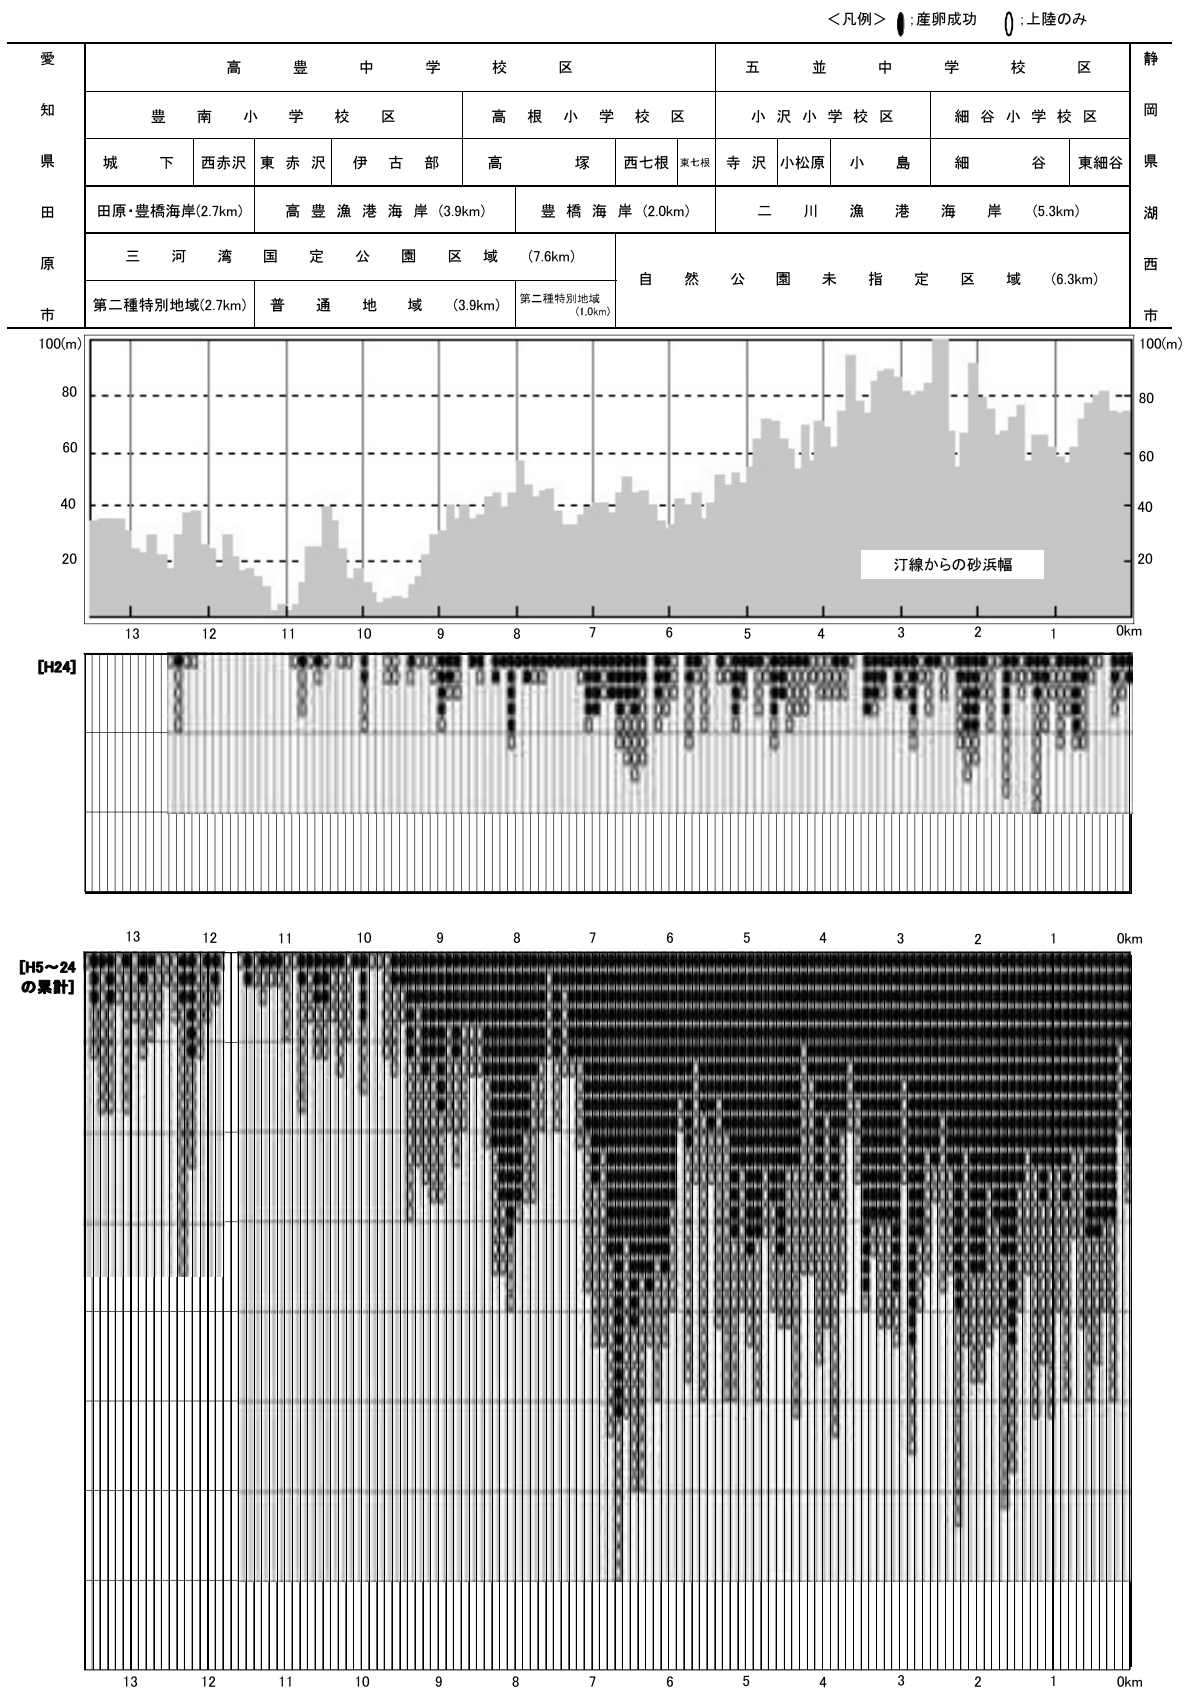 ＜凡例＞ ;産卵成功 ;上陸のみ
愛知県田原市
静岡県湖西市
高豊中学校区 五並中学校区
豊南小学校区 高根小学校区 小沢小学校区 細谷小学校区
城下 西赤沢 東赤沢 伊古部 高塚 西七根 東七根 寺沢 小松原 小島 細谷 東細谷
田原・豊橋海岸(2.7km) 高豊漁港海岸(3.9km) 豊橋海岸(2.0km) 二川漁港海岸(5.3km)
三河湾国定公園区域(7.6km) 自然公園未指定区域(6.3km)
第二種特別地域(2.7km) 普通地域(3.9km) 第二種特別地域
(1.0km)
100(m) 100(m)
80 80
60 60
40 40
20 20
汀線からの砂浜幅
13 12 11 10 9 8 7 6 5 4 3 2 1 0km
[H24]
13 12 11 10 9 8 7 6 5 4 3 2 1 0km
[H5～24
の累計]
13 12 11 10 9 8 7 6 5 4 3 2 1 0km